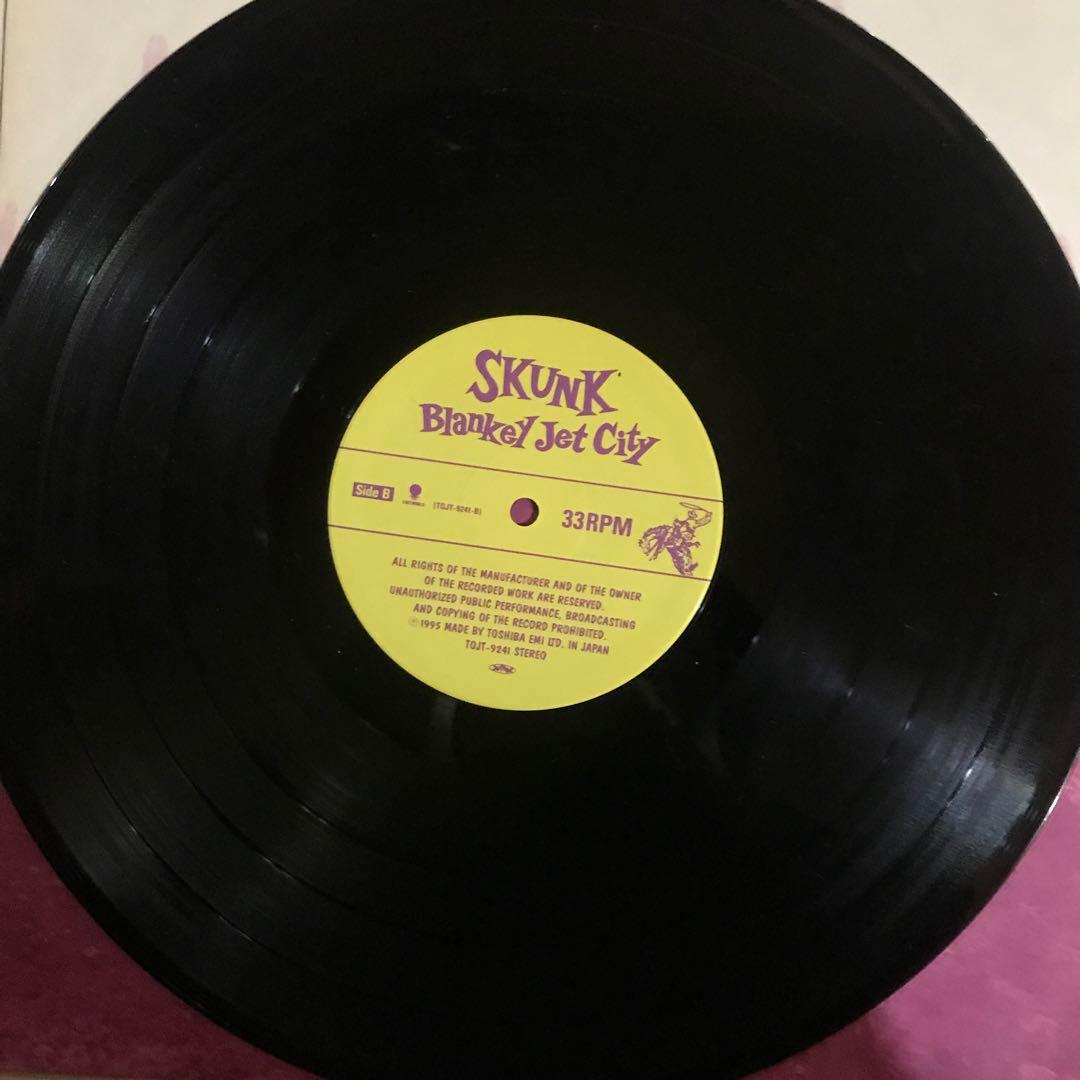 SKUNK
Blankey Jet City
Side B
(TOJT-9241-B)
33RPM
ALL RIGHTS OF THE MANUFACTURER AND OF THE OWNER
OF THE RECORDED WORK ARE RESERVED.
UNAUTHORIZED PUBLIC PERFORMANCE, BROADCASTING
AND COPYING OF THE RECORD PROHIBITED.
℗1995 MADE BY TOSHIBA EMI LTD. IN JAPAN
TOJT-9241 STEREO